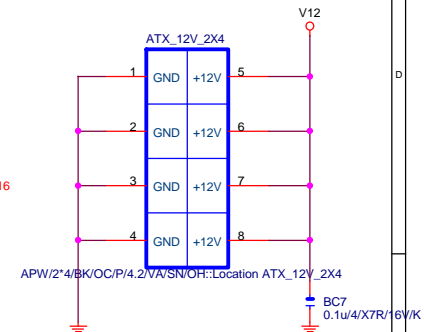 V12
ATX_12V_2X4
D
1 GND +12V 5
2 GND +12V 6
16
3 GND +12V 7
4 GND +12V 8
APW/2*4/BK/OC/P/4.2/VA/SN/OH::Location ATX_12V_2X4
BC7
0.1u/4/X7R/16V/K